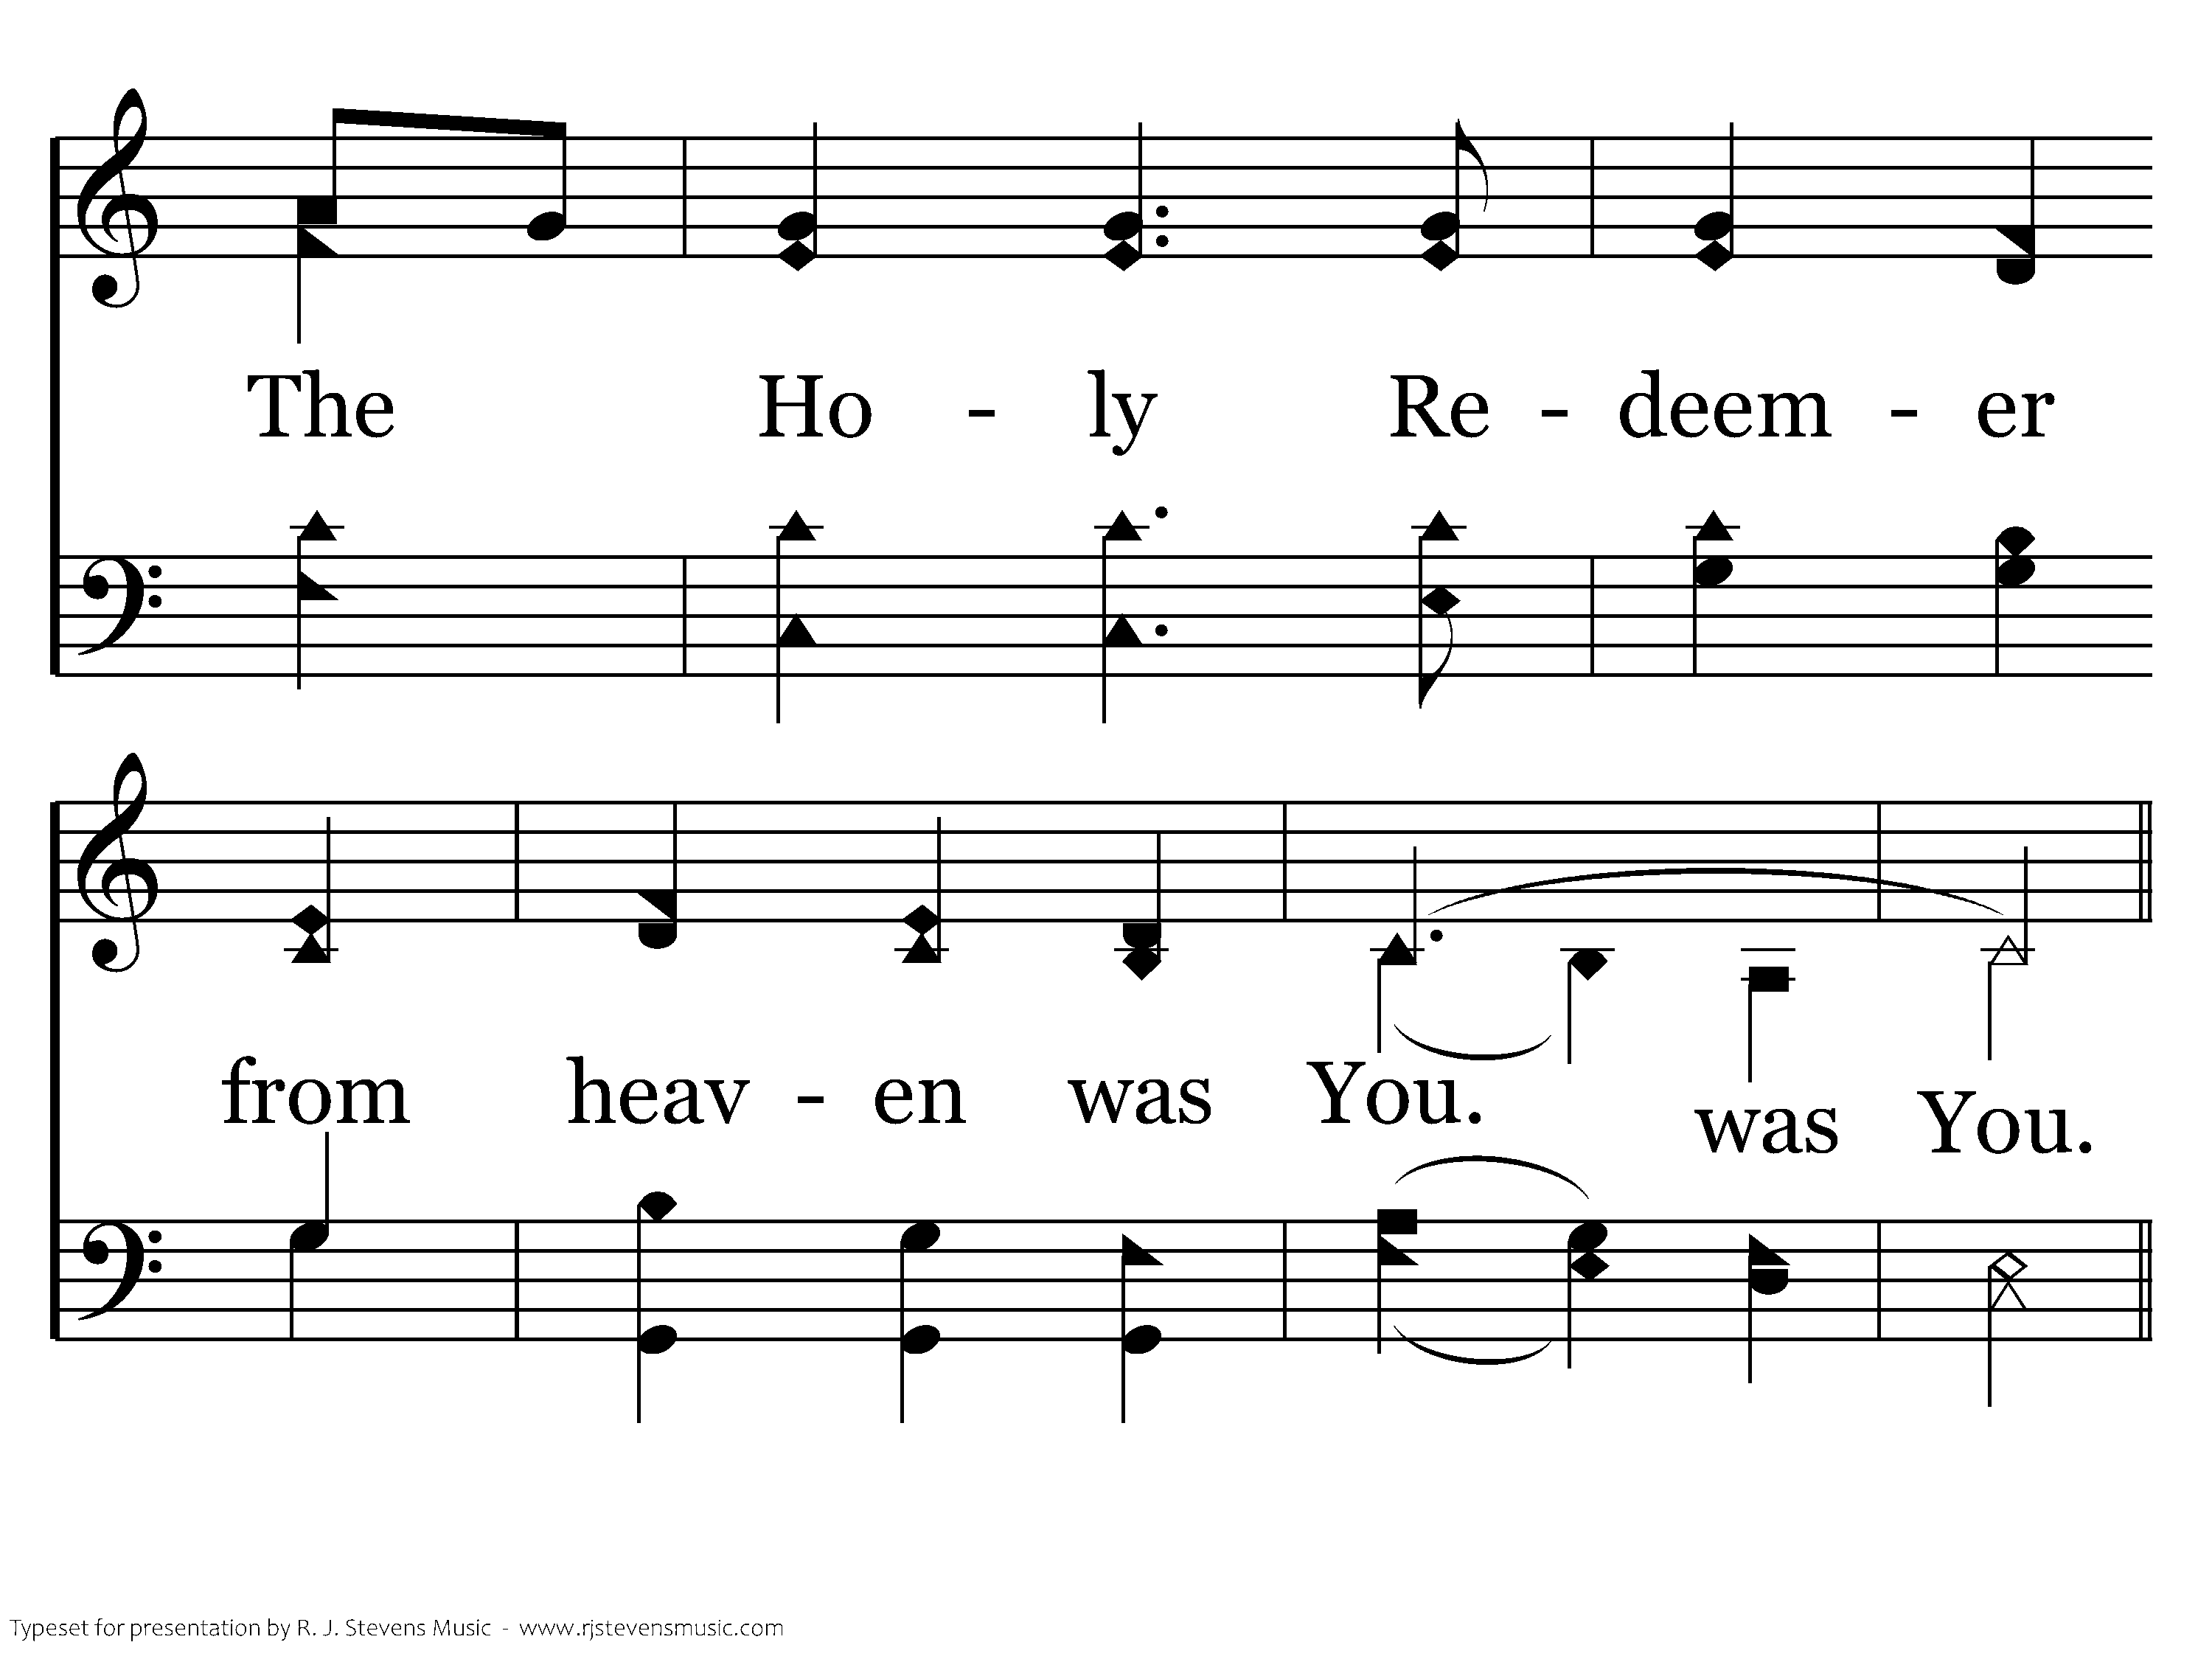 The Ho - ly Re - deem - er
from heav - en was You. was You.
Typeset for presentation by R. J. Stevens Music - www.rjstevensmusic.com